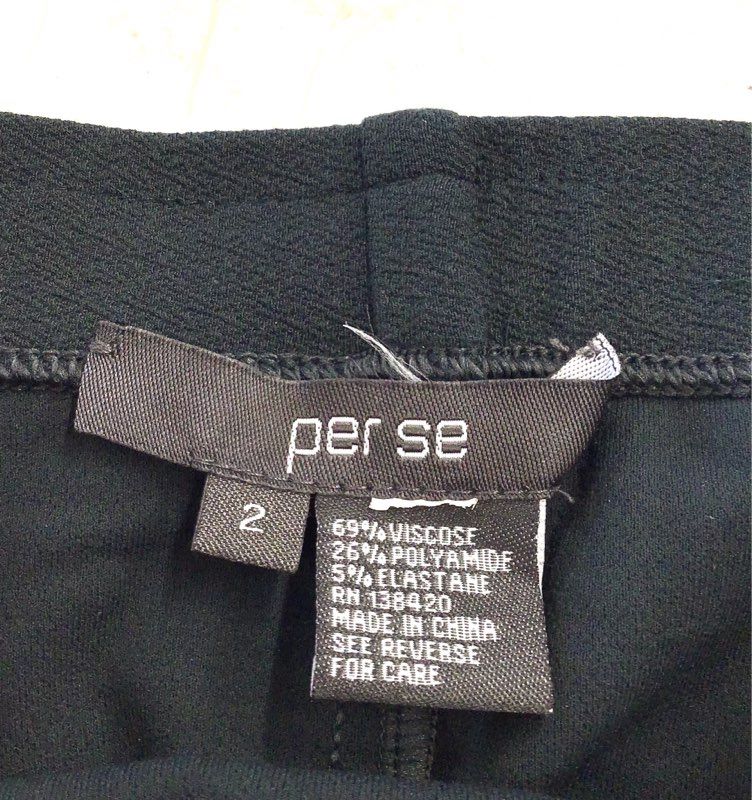 per se
2
69% VISCOSE
26% POLYAMIDE
5% ELASTANE
RN 138420
MADE IN CHINA
SEE REVERSE
FOR CARE